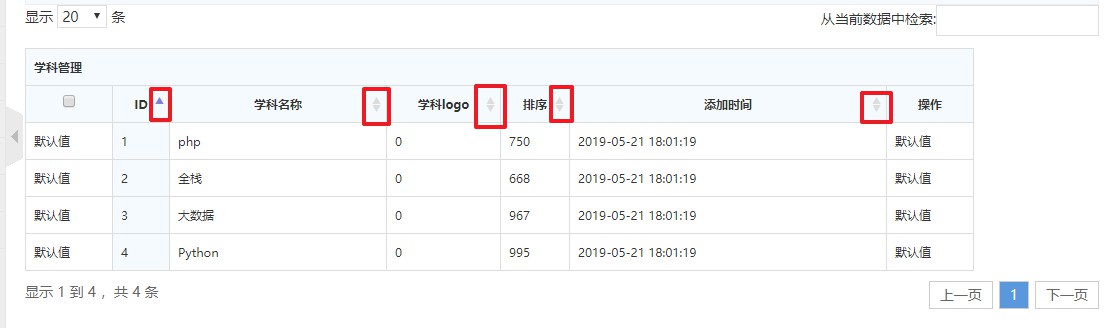 显示 20 条
从当前数据中检索:
学科管理
ID 学科名称 学科logo 排序 添加时间 操作
默认值 1 php 0 750 2019-05-21 18:01:19 默认值
默认值 2 全栈 0 668 2019-05-21 18:01:19 默认值
默认值 3 大数据 0 967 2019-05-21 18:01:19 默认值
默认值 4 Python 0 995 2019-05-21 18:01:19 默认值
显示 1 到 4 ，共 4 条
上一页 1 下一页